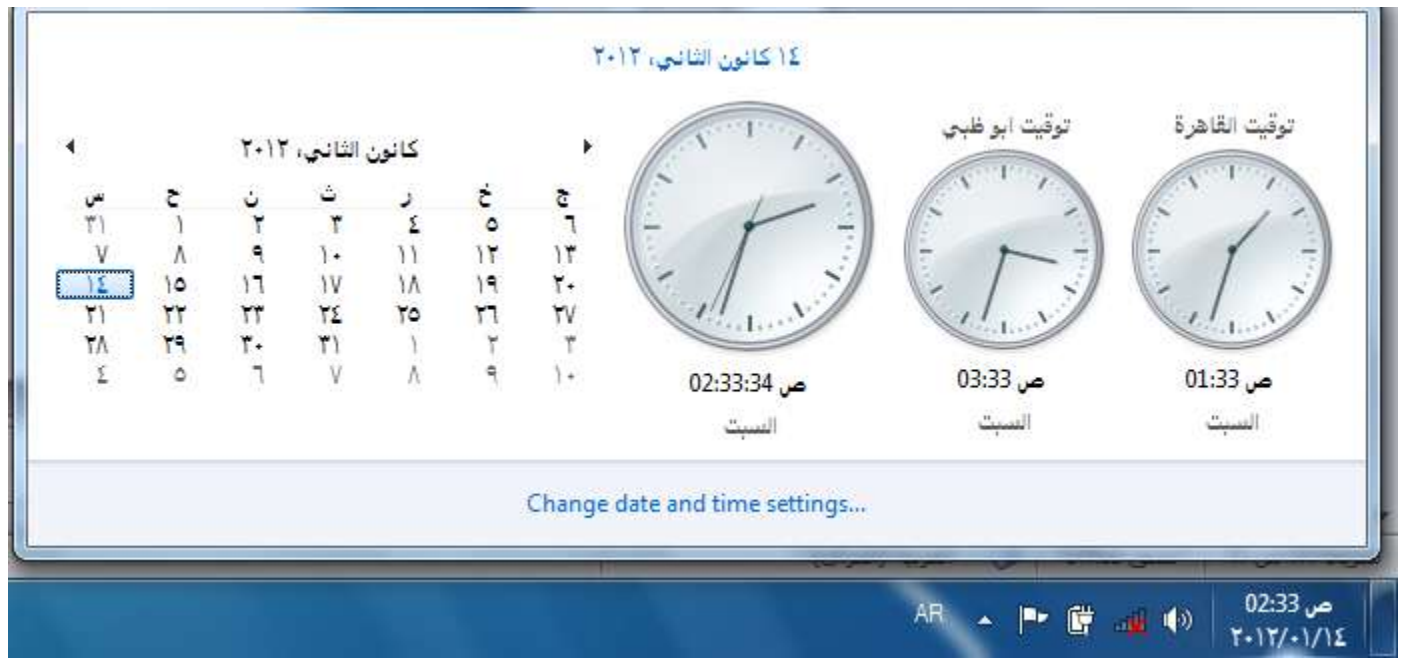 ١٤ كانون الثاني، ٢٠١٢
كانون الثاني، ٢٠١٢
س ح ن ث ر خ ج
٣١ ١ ٢ ٣ ٤ ٥ ٦
٧ ٨ ٩ ١٠ ١١ ١٢ ١٣
١٤ ١٥ ١٦ ١٧ ١٨ ١٩ ٢٠
٢١ ٢٢ ٢٣ ٢٤ ٢٥ ٢٦ ٢٧
٢٨ ٢٩ ٣٠ ٣١ ١ ٢ ٣
٤ ٥ ٦ ٧ ٨ ٩ ١٠
02:33:34 ص
السبت
توقيت ابو ظبي
03:33 ص
السبت
توقيت القاهرة
01:33 ص
السبت
Change date and time settings...
AR
02:33 ص
٢٠١٢/٠١/١٤